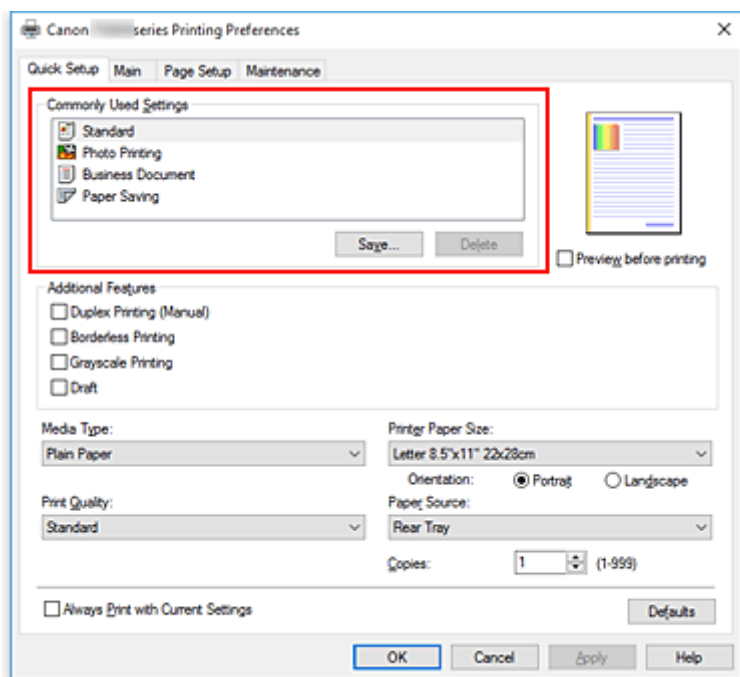 Canon series Printing Preferences
Quick Setup Main Page Setup Maintenance
Commonly Used Settings
Standard
Photo Printing
Business Document
Paper Saving
Save... Delete
Preview before printing
Additional Features
Duplex Printing (Manual)
Borderless Printing
Grayscale Printing
Draft
Media Type: Printer Paper Size:
Plain Paper Letter 8.5"x11" 22x28cm
Orientation: Portrait Landscape
Print Quality: Paper Source:
Standard Rear Tray
Copies: 1 (1-999)
Always Print with Current Settings Defaults
OK Cancel Apply Help